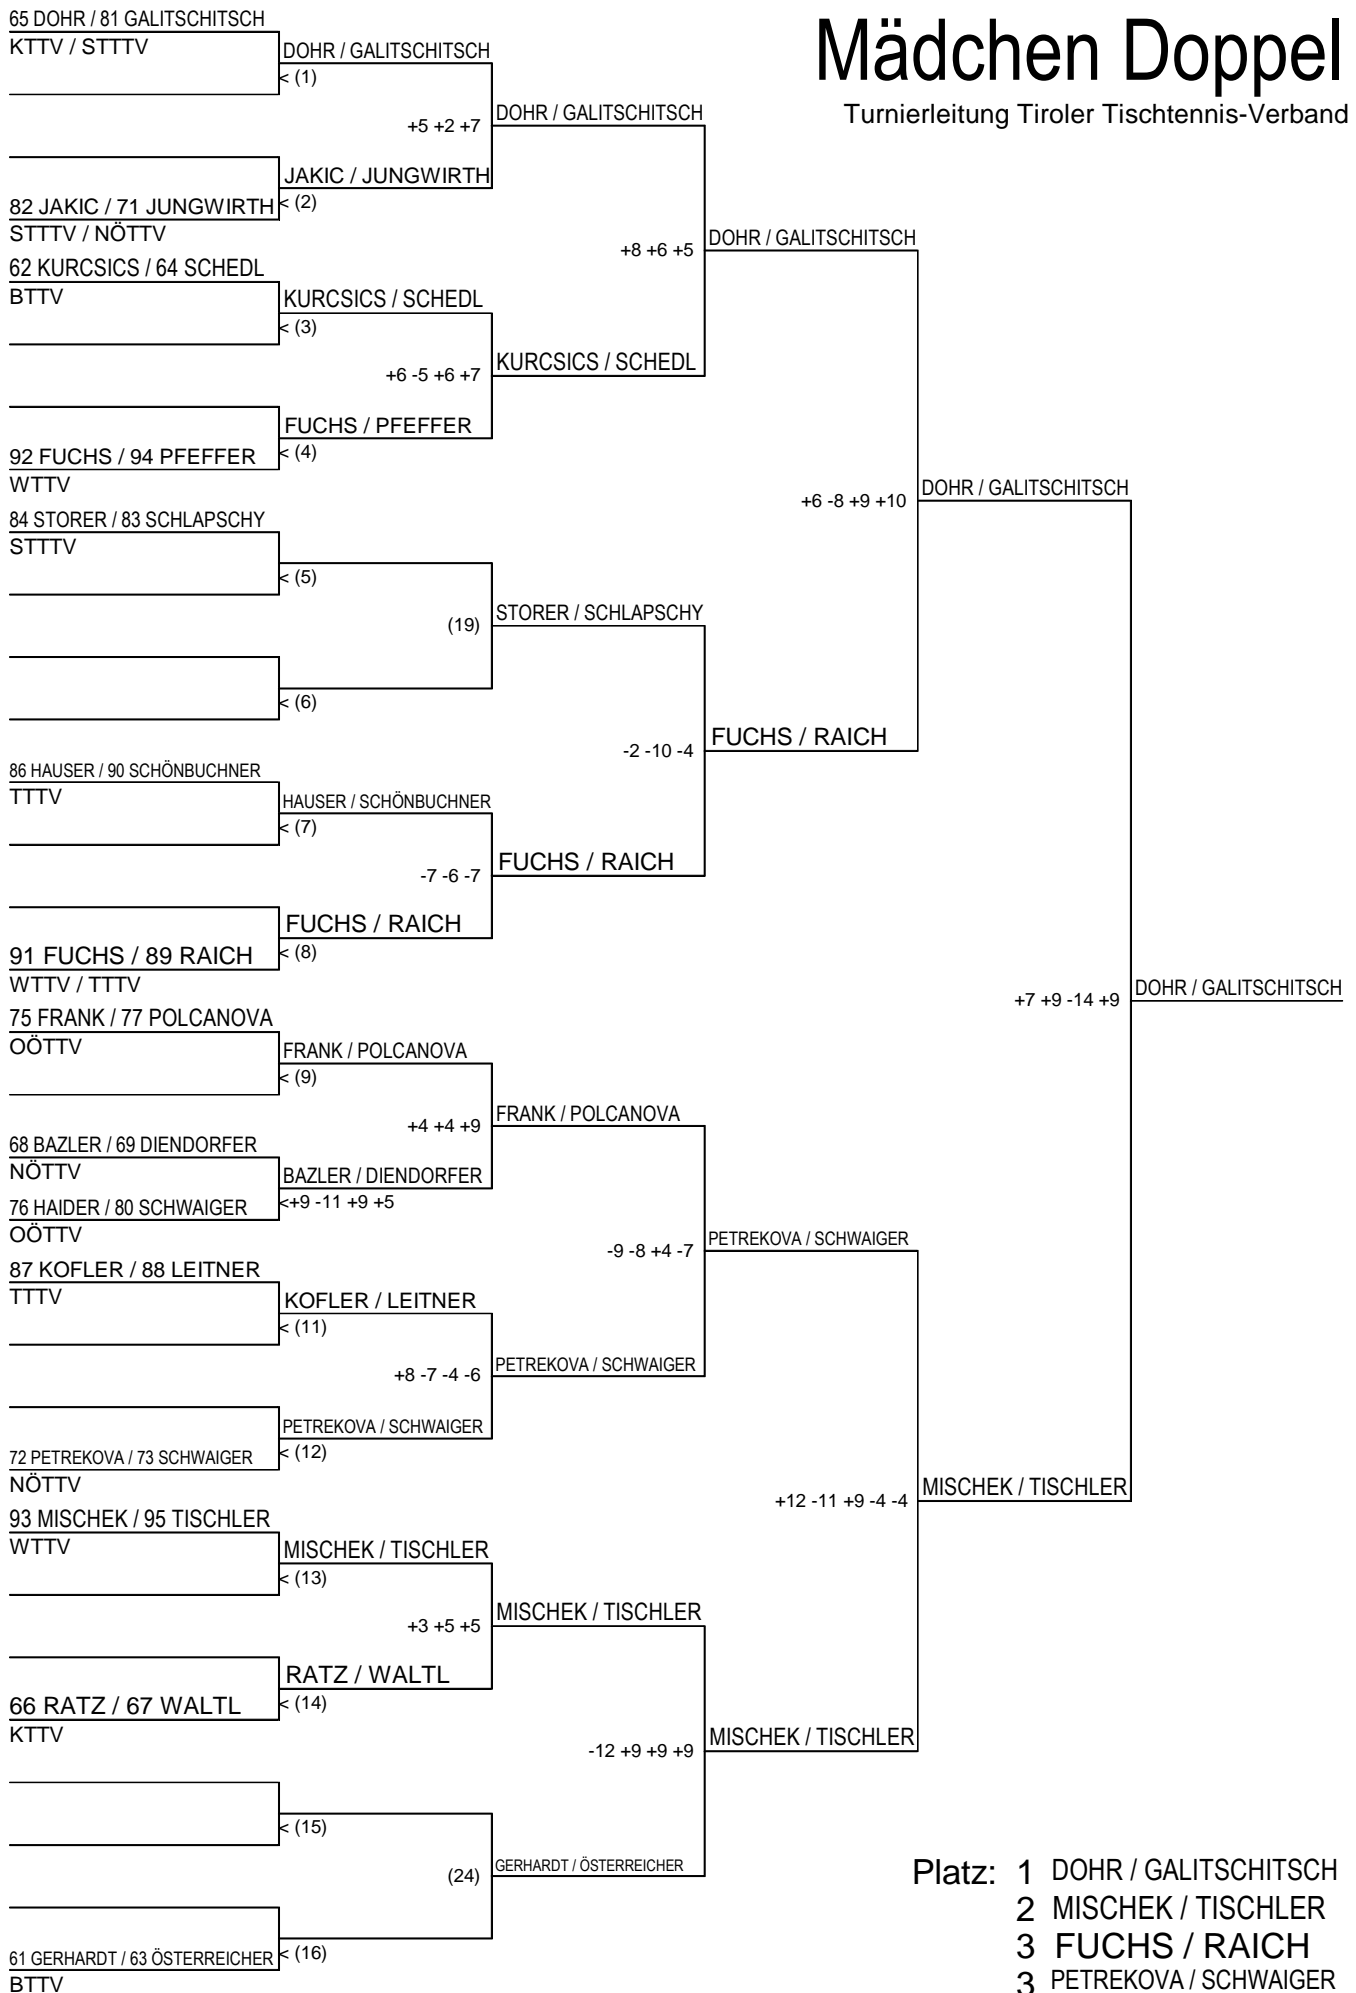 Mädchen Doppel
Turnierleitung Tiroler Tischtennis-Verband
65 DOHR / 81 GALITSCHITSCH
KTTV / STTTV
DOHR / GALITSCHITSCH
< (1)
+5 +2 +7
DOHR / GALITSCHITSCH
JAKIC / JUNGWIRTH
82 JAKIC / 71 JUNGWIRTH
< (2)
STTTV / NÖTTV
+8 +6 +5
DOHR / GALITSCHITSCH
62 KURCSICS / 64 SCHEDL
BTTV
KURCSICS / SCHEDL
< (3)
+6 -5 +6 +7
KURCSICS / SCHEDL
FUCHS / PFEFFER
92 FUCHS / 94 PFEFFER
< (4)
WTTV
+6 -8 +9 +10
DOHR / GALITSCHITSCH
84 STORER / 83 SCHLAPSCHY
STTTV
< (5)
(19)
STORER / SCHLAPSCHY
< (6)
-2 -10 -4
FUCHS / RAICH
86 HAUSER / 90 SCHÖNBUCHNER
TTTV
HAUSER / SCHÖNBUCHNER
< (7)
-7 -6 -7
FUCHS / RAICH
FUCHS / RAICH
91 FUCHS / 89 RAICH
< (8)
WTTV / TTTV
+7 +9 -14 +9
DOHR / GALITSCHITSCH
75 FRANK / 77 POLCANOVA
OÖTTV
FRANK / POLCANOVA
< (9)
+4 +4 +9
FRANK / POLCANOVA
68 BAZLER / 69 DIENDORFER
NÖTTV
BAZLER / DIENDORFER
76 HAIDER / 80 SCHWAIGER
<+9 -11 +9 +5
OÖTTV
-9 -8 +4 -7
PETREKOVA / SCHWAIGER
87 KOFLER / 88 LEITNER
TTTV
KOFLER / LEITNER
< (11)
+8 -7 -4 -6
PETREKOVA / SCHWAIGER
PETREKOVA / SCHWAIGER
72 PETREKOVA / 73 SCHWAIGER
< (12)
NÖTTV
+12 -11 +9 -4 -4
MISCHEK / TISCHLER
93 MISCHEK / 95 TISCHLER
WTTV
MISCHEK / TISCHLER
< (13)
+3 +5 +5
MISCHEK / TISCHLER
RATZ / WALTL
66 RATZ / 67 WALTL
< (14)
KTTV
-12 +9 +9 +9
MISCHEK / TISCHLER
< (15)
(24)
GERHARDT / ÖSTERREICHER
61 GERHARDT / 63 ÖSTERREICHER
< (16)
BTTV
Platz: 1 DOHR / GALITSCHITSCH
2 MISCHEK / TISCHLER
3 FUCHS / RAICH
3 PETREKOVA / SCHWAIGER